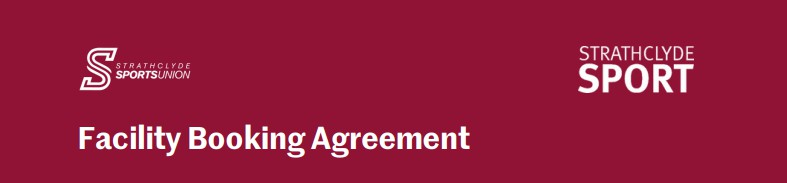 STRATHCLYDE
SPORTSUNION
STRATHCLYDE
SPORT
Facility Booking Agreement